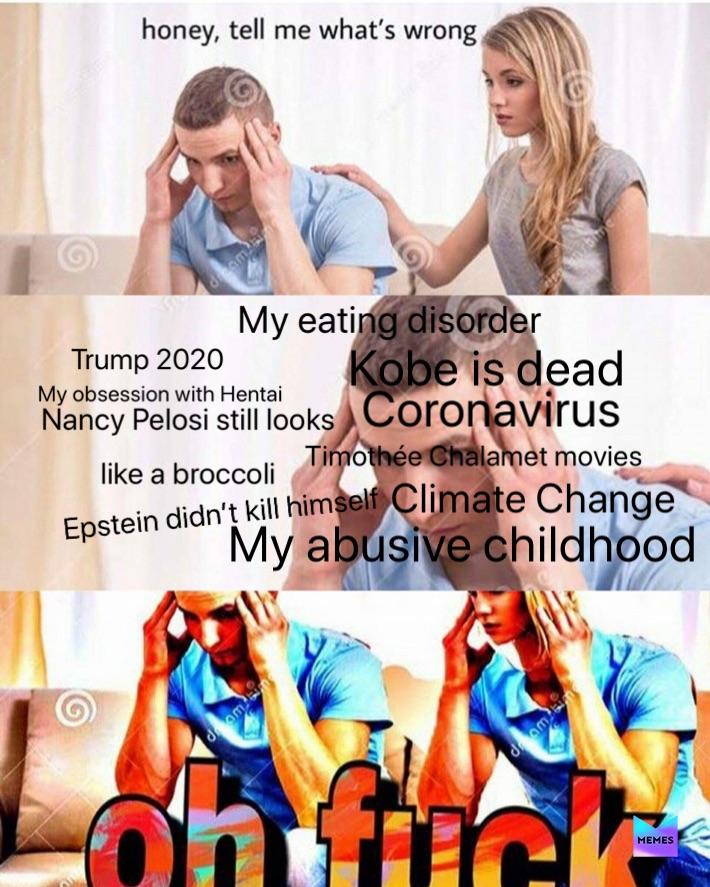 honey, tell me what's wrong
My eating disorder
Trump 2020
Kobe is dead
My obsession with Hentai
Nancy Pelosi still looks
Coronavirus
Timothée Chalamet movies
like a broccoli
Epstein didn't kill himself
Climate Change
My abusive childhood
oh fuck
MEMES